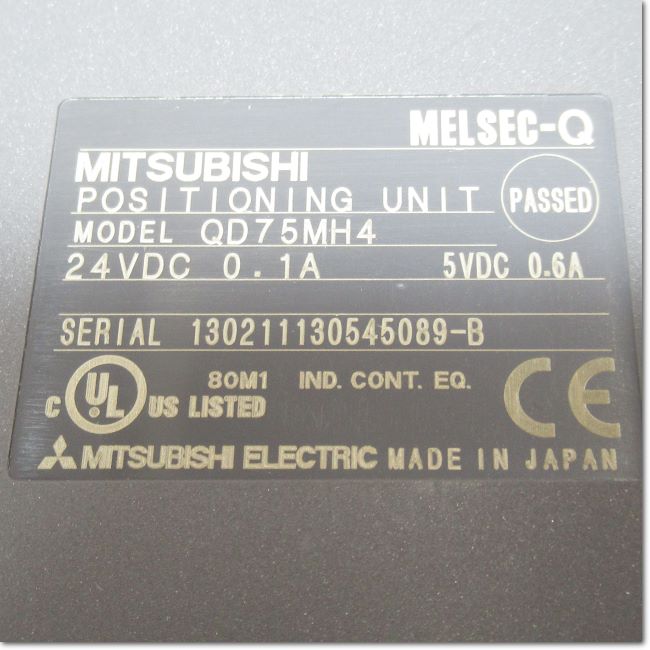 MELSEC-Q
MITSUBISHI
POSITIONING UNIT
PASSED
MODEL QD75MH4
24VDC 0.1A 5VDC 0.6A
SERIAL 130211130545089-B
C UL US LISTED 80M1 IND. CONT. EQ.
CE
MITSUBISHI ELECTRIC MADE IN JAPAN